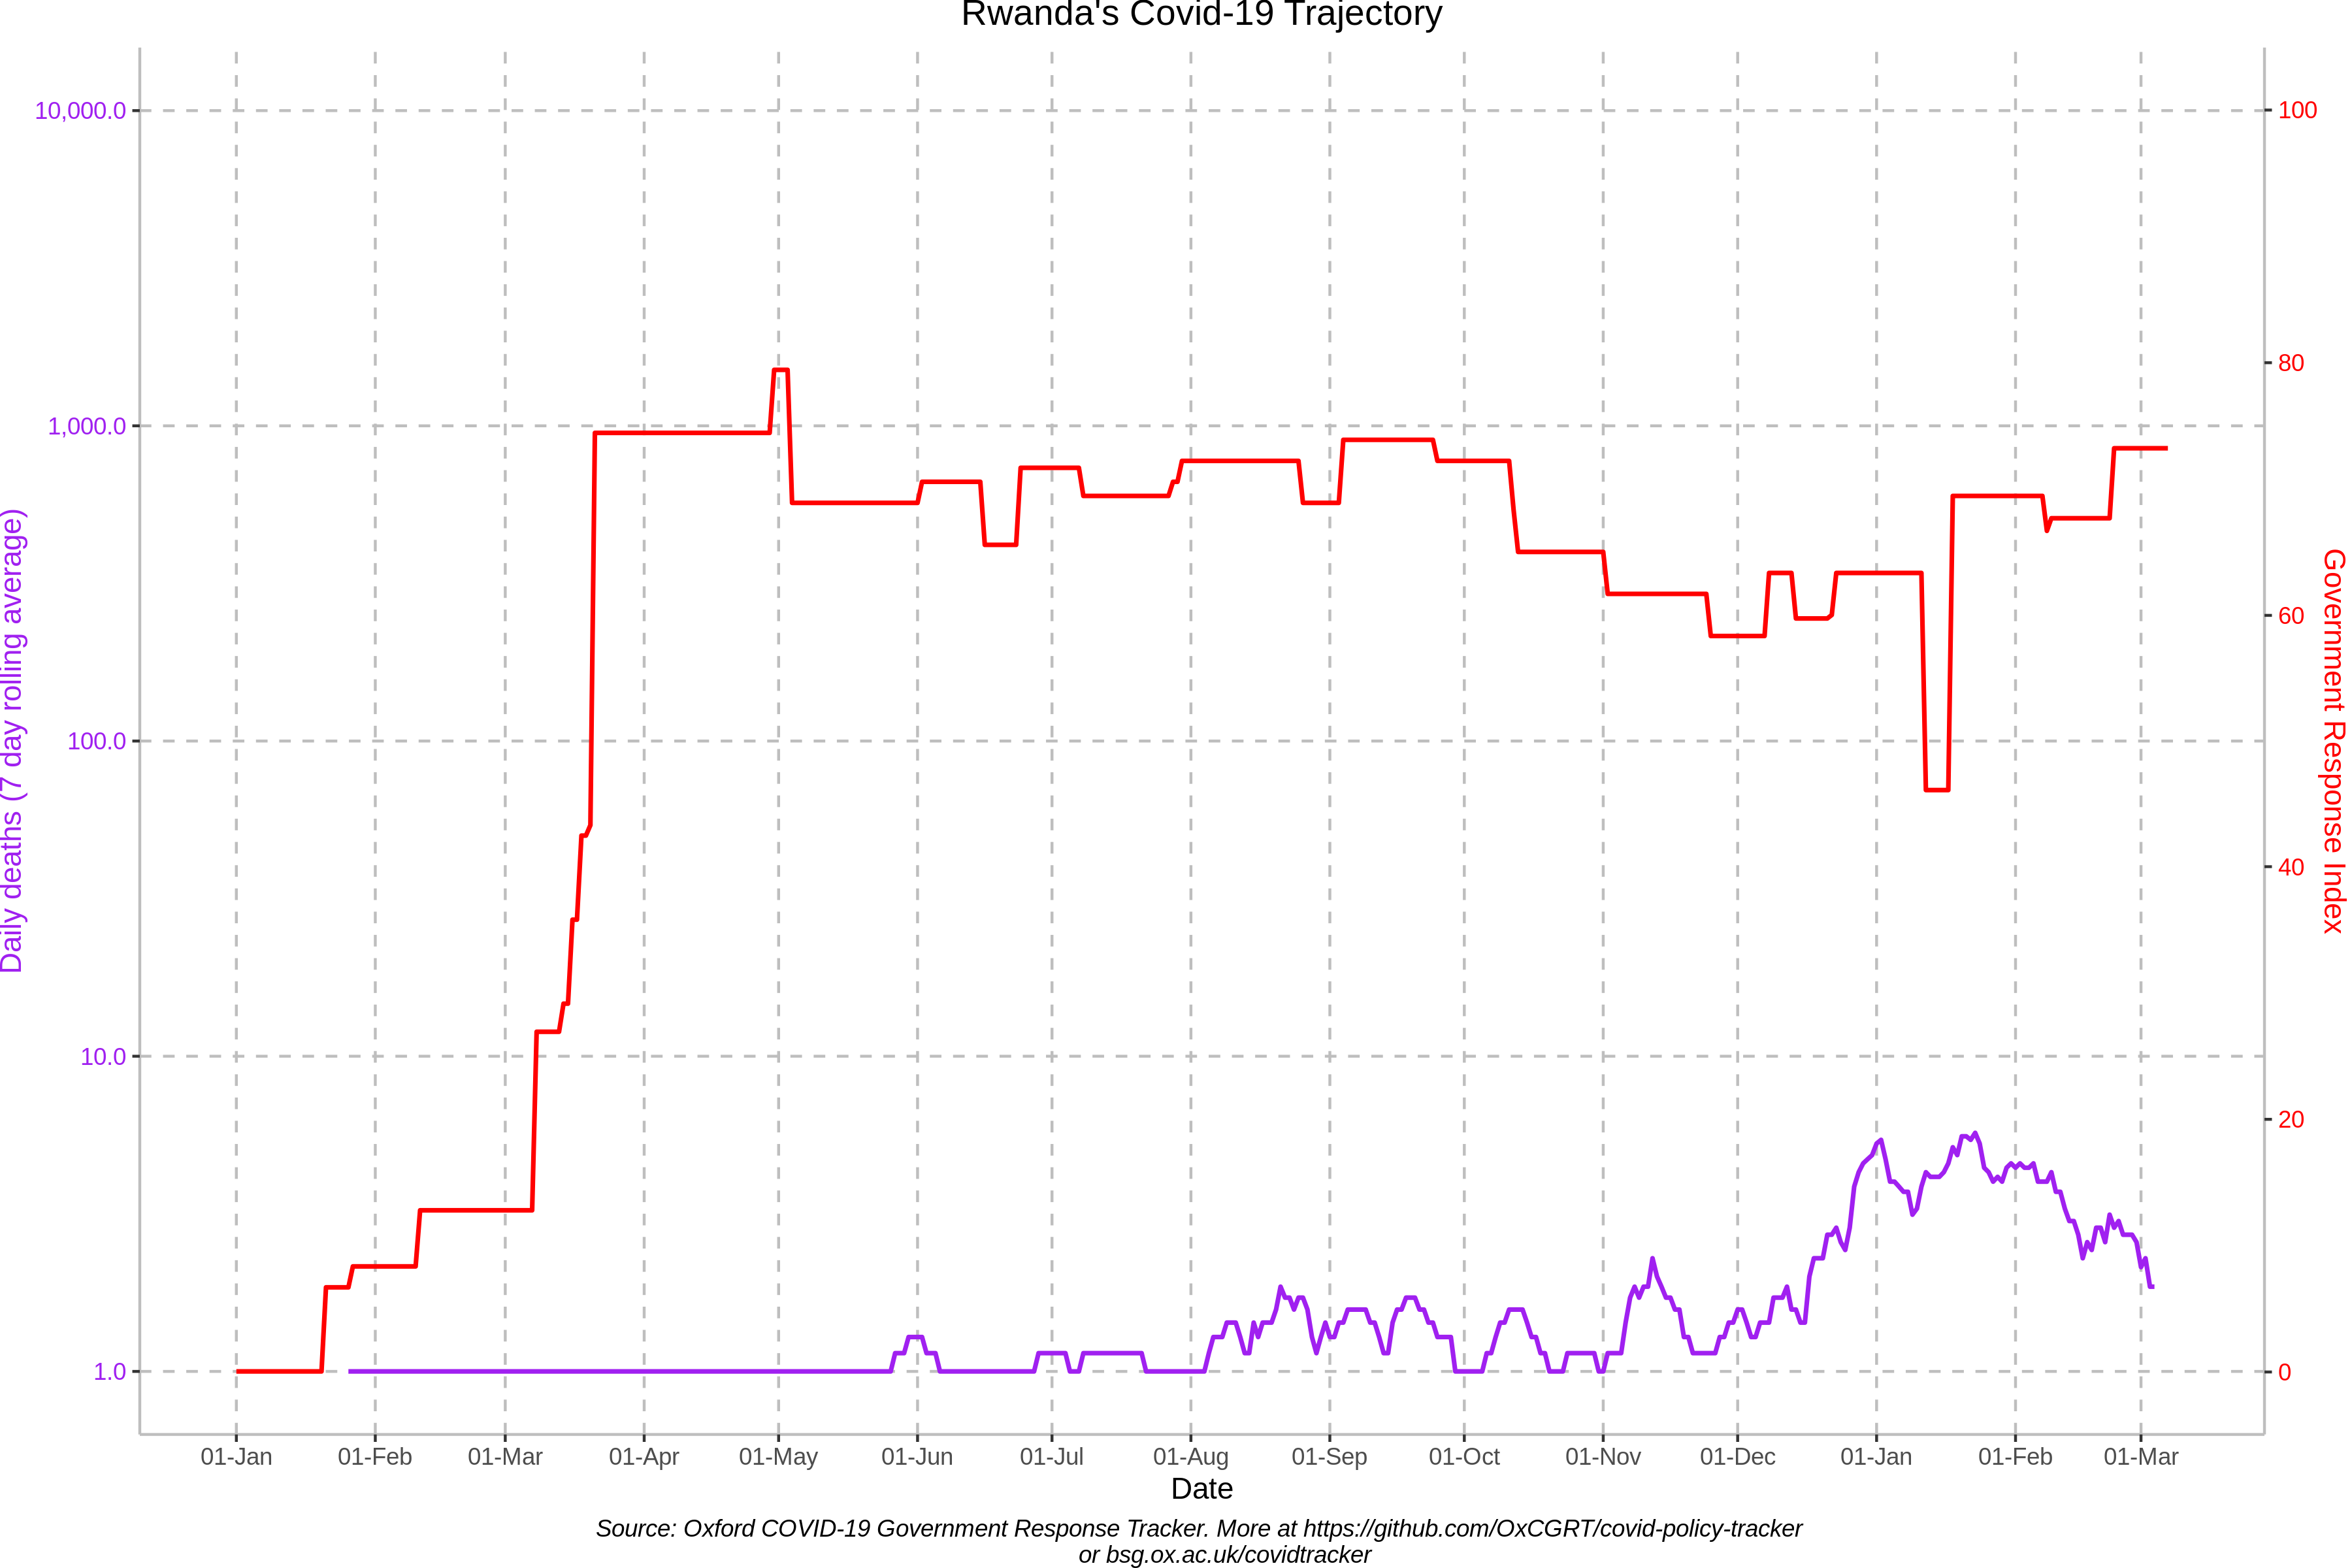 Rwanda's Covid-19 Trajectory
10,000.0
1,000.0
100.0
10.0
1.0
Daily deaths (7 day rolling average)
100
80
60
40
20
0
Government Response Index
01-Jan
01-Feb
01-Mar
01-Apr
01-May
01-Jun
01-Jul
01-Aug
01-Sep
01-Oct
01-Nov
01-Dec
01-Jan
01-Feb
01-Mar
Date
Source: Oxford COVID-19 Government Response Tracker. More at https://github.com/OxCGRT/covid-policy-tracker
or bsg.ox.ac.uk/covidtracker